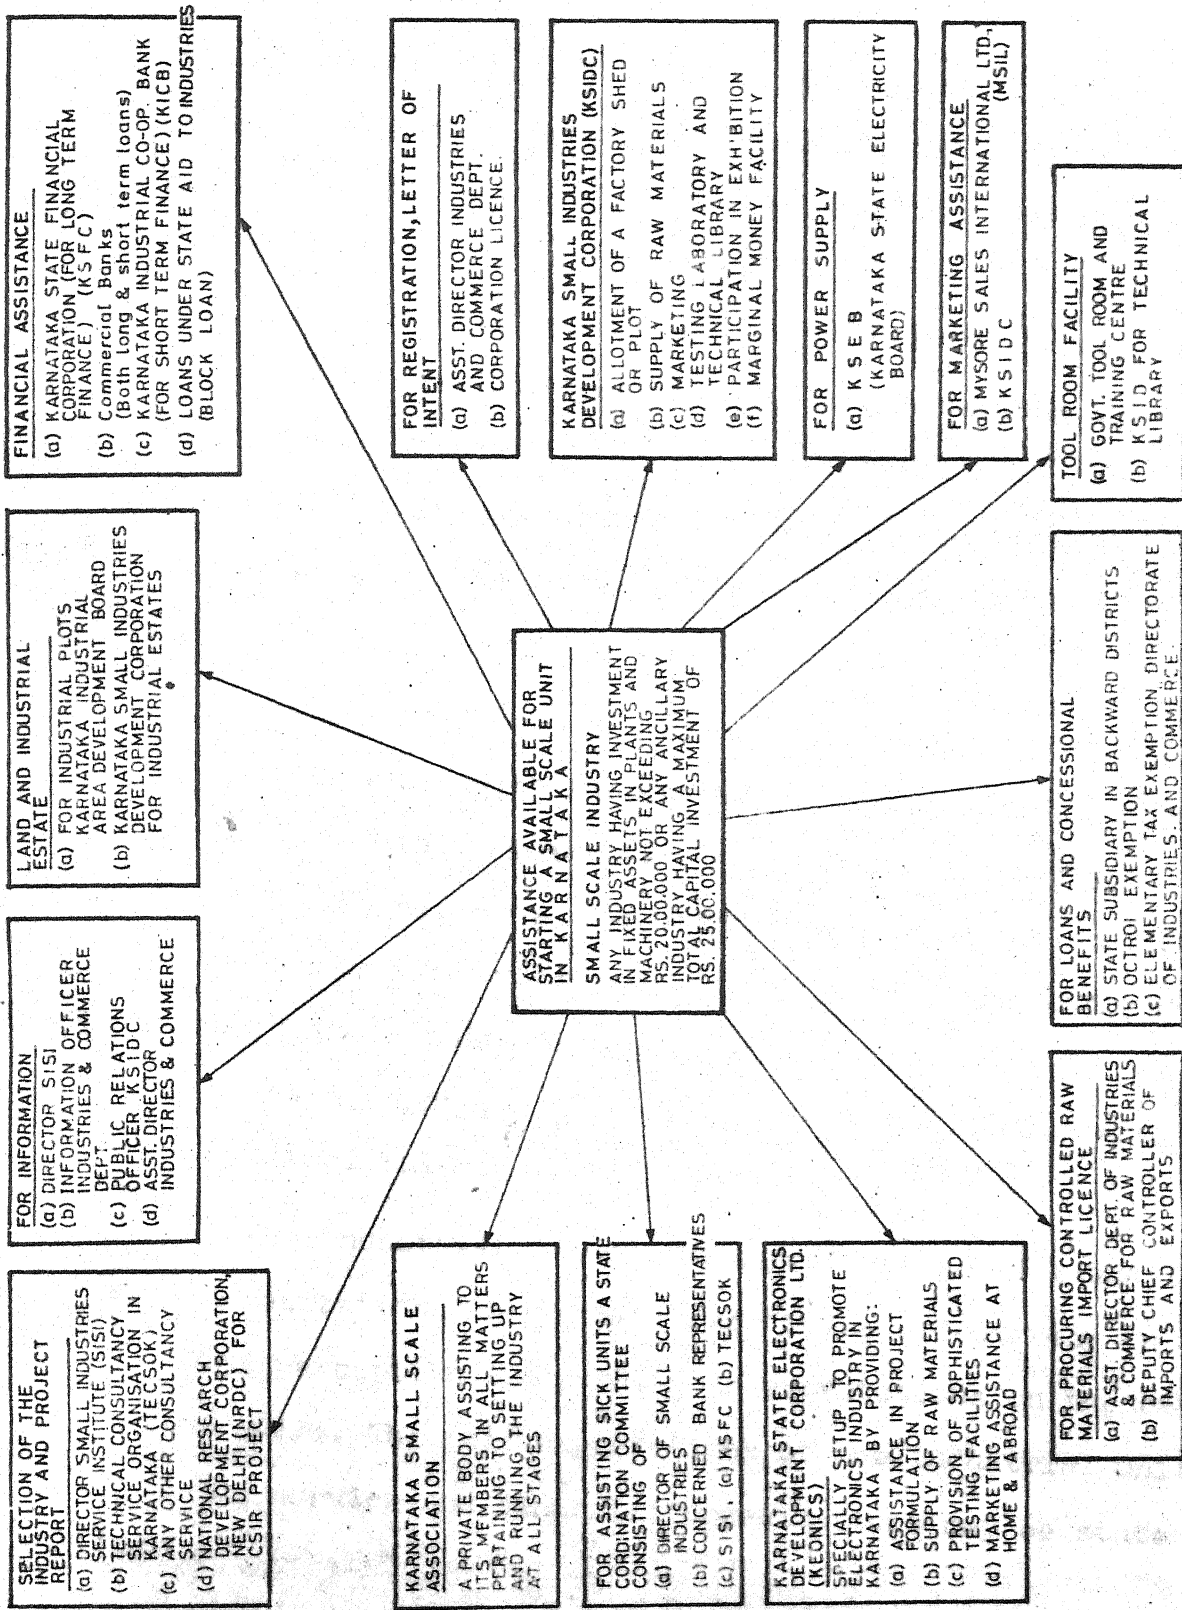 SELECTION OF THE
INDUSTRY AND PROJECT
REPORT
(a) DIRECTOR SMALL INDUSTRIES
SERVICE INSTITUTE (SISI)
(b) TECHNICAL CONSULTANCY
SERVICE ORGANISATION IN
KARNATAKA (TECSOK)
(c) ANY OTHER CONSULTANCY
SERVICE
(d) NATIONAL RESEARCH
DEVELOPMENT CORPORATION,
NEW DELHI (NRDC) FOR
CSIR PROJECT
FOR INFORMATION
(a) DIRECTOR SISI
(b) INFORMATION OFFICER
INDUSTRIES & COMMERCE
DEPT.
(c) PUBLIC RELATIONS
OFFICER KSIDC
(d) ASST. DIRECTOR
INDUSTRIES & COMMERCE
LAND AND INDUSTRIAL
ESTATE
(a) FOR INDUSTRIAL PLOTS
KARNATAKA INDUSTRIAL
AREA DEVELOPMENT BOARD
(b) KARNATAKA SMALL INDUSTRIES
DEVELOPMENT CORPORATION
FOR INDUSTRIAL ESTATES
FINANCIAL ASSISTANCE
(a) KARNATAKA STATE FINANCIAL
CORPORATION (FOR LONG TERM
FINANCE) (KSFC)
(b) Commercial Banks
(Both long & short term loans)
(c) KARNATAKA INDUSTRIAL CO-OP. BANK
(FOR SHORT TERM FINANCE) (KICB)
(d) LOANS UNDER STATE AID TO INDUSTRIES
(BLOCK LOAN)
KARNATAKA SMALL SCALE
ASSOCIATION
A PRIVATE BODY ASSISTING TO
ITS MEMBERS IN ALL MATTERS
PERTAINING TO SETTING UP
AND RUNNING THE INDUSTRY
AT ALL STAGES
FOR ASSISTING SICK UNITS A STATE
CORDINATION COMMITTEE
CONSISTING OF
(a) DIRECTOR OF SMALL SCALE
INDUSTRIES
(b) CONCERNED BANK REPRESENTATIVES
(c) SISI, (a) KSFC (b) TECSOK
KARNATAKA STATE ELECTRONICS
DEVELOPMENT CORPORATION LTD.
(KEONICS)
SPECIALLY SETUP TO PROMOTE
ELECTRONICS INDUSTRY IN
KARNATAKA BY PROVIDING:
(a) ASSISTANCE IN PROJECT
FORMULATION
(b) SUPPLY OF RAW MATERIALS
(c) PROVISION OF SOPHISTICATED
TESTING FACILITIES
(d) MARKETING ASSISTANCE AT
HOME & ABROAD
ASSISTANCE AVAILABLE FOR
STARTING A SMALL SCALE UNIT
IN KARNATAKA
SMALL SCALE INDUSTRY
ANY INDUSTRY HAVING INVESTMENT
IN FIXED ASSETS IN PLANTS AND
MACHINERY NOT EXCEEDING
RS. 20.00.000 OR ANY ANCILLARY
INDUSTRY HAVING A MAXIMUM
TOTAL CAPITAL INVESTMENT OF
RS. 25.00.000
FOR REGISTRATION, LETTER OF
INTENT
(a) ASST. DIRECTOR INDUSTRIES
AND COMMERCE DEPT.
(b) CORPORATION LICENCE.
KARNATAKA SMALL INDUSTRIES
DEVELOPMENT CORPORATION (KSIDC)
(a) ALLOTMENT OF A FACTORY SHED
OR PLOT
(b) SUPPLY OF RAW MATERIALS
(c) MARKETING
(d) TESTING LABORATORY AND
TECHNICAL LIBRARY
(e) PARTICIPATION IN EXHIBITION
(f) MARGINAL MONEY FACILITY
FOR POWER SUPPLY
(a) KSEB
(KARNATAKA STATE ELECTRICITY
BOARD)
FOR MARKETING ASSISTANCE
(a) MYSORE SALES INTERNATIONAL LTD.,
(MSIL)
(b) KSIDC
FOR PROCURING CONTROLLED RAW
MATERIALS IMPORT LICENCE
(a) ASST. DIRECTOR DEPT. OF INDUSTRIES
& COMMERCE FOR RAW MATERIALS
(b) DEPUTY CHIEF CONTROLLER OF
IMPORTS AND EXPORTS
FOR LOANS AND CONCESSIONAL
BENEFITS
(a) STATE SUBSIDIARY IN BACKWARD DISTRICTS
(b) OCTROI EXEMPTION
(c) ELEMENTARY TAX EXEMPTION DIRECTORATE
OF INDUSTRIES. AND COMMERCE.
TOOL ROOM FACILITY
(a) GOVT. TOOL ROOM AND
TRAINING CENTRE
(b) KSID FOR TECHNICAL
LIBRARY